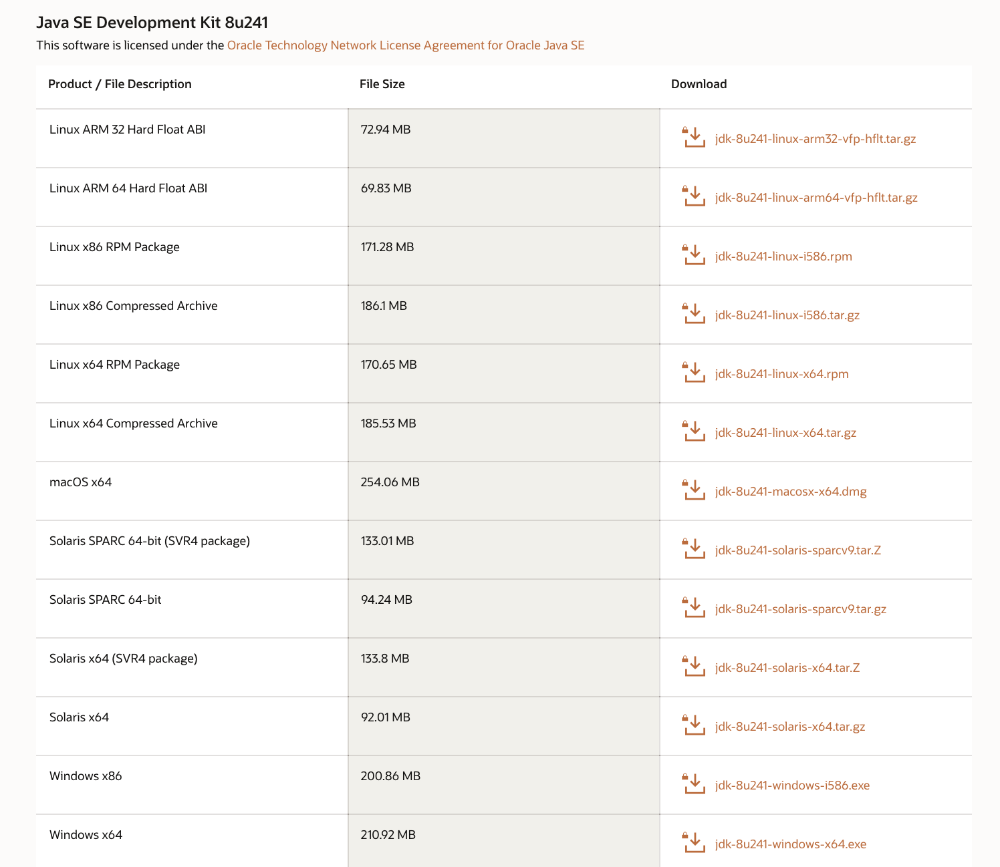 Java SE Development Kit 8u241
This software is licensed under the Oracle Technology Network License Agreement for Oracle Java SE
Product / File Description File Size Download
Linux ARM 32 Hard Float ABI 72.94 MB jdk-8u241-linux-arm32-vfp-hflt.tar.gz
Linux ARM 64 Hard Float ABI 69.83 MB jdk-8u241-linux-arm64-vfp-hflt.tar.gz
Linux x86 RPM Package 171.28 MB jdk-8u241-linux-i586.rpm
Linux x86 Compressed Archive 186.1 MB jdk-8u241-linux-i586.tar.gz
Linux x64 RPM Package 170.65 MB jdk-8u241-linux-x64.rpm
Linux x64 Compressed Archive 185.53 MB jdk-8u241-linux-x64.tar.gz
macOS x64 254.06 MB jdk-8u241-macosx-x64.dmg
Solaris SPARC 64-bit (SVR4 package) 133.01 MB jdk-8u241-solaris-sparcv9.tar.Z
Solaris SPARC 64-bit 94.24 MB jdk-8u241-solaris-sparcv9.tar.gz
Solaris x64 (SVR4 package) 133.8 MB jdk-8u241-solaris-x64.tar.Z
Solaris x64 92.01 MB jdk-8u241-solaris-x64.tar.gz
Windows x86 200.86 MB jdk-8u241-windows-i586.exe
Windows x64 210.92 MB jdk-8u241-windows-x64.exe